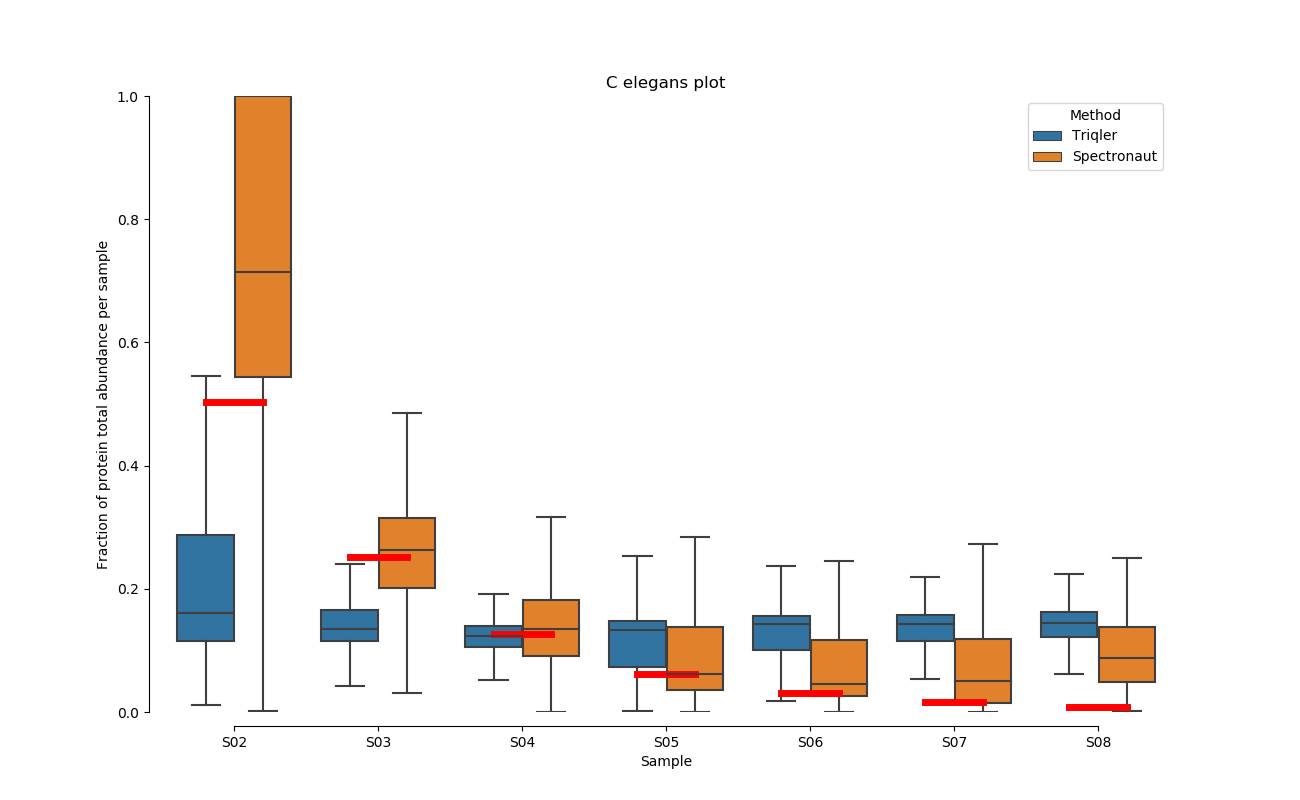 C elegans plot
Method
Triqler
Spectronaut
Fraction of protein total abundance per sample
1.0
0.8
0.6
0.4
0.2
0.0
S02 S03 S04 S05 S06 S07 S08
Sample